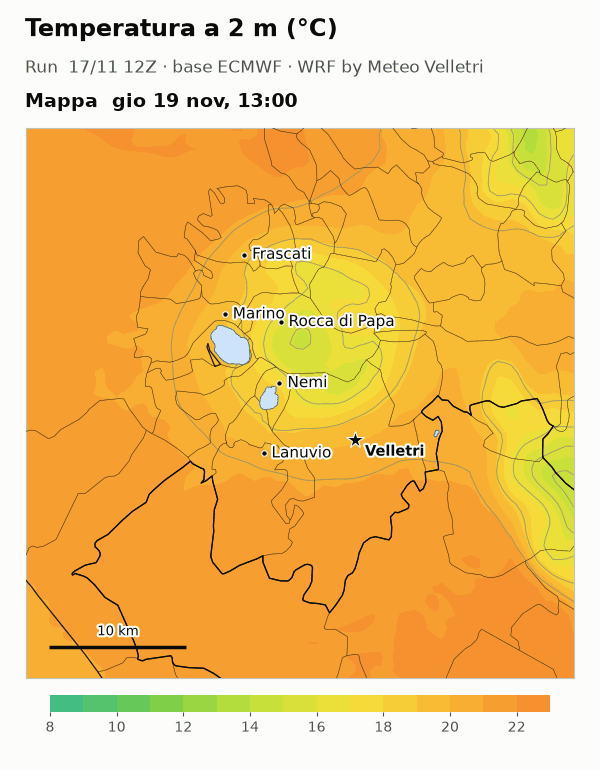 Temperatura a 2 m (°C)
Run  17/11 12Z · base ECMWF · WRF by Meteo Velletri
Mappa  gio 19 nov, 13:00
Frascati
Marino
Rocca di Papa
Nemi
Velletri
Lanuvio
10 km
8 10 12 14 16 18 20 22